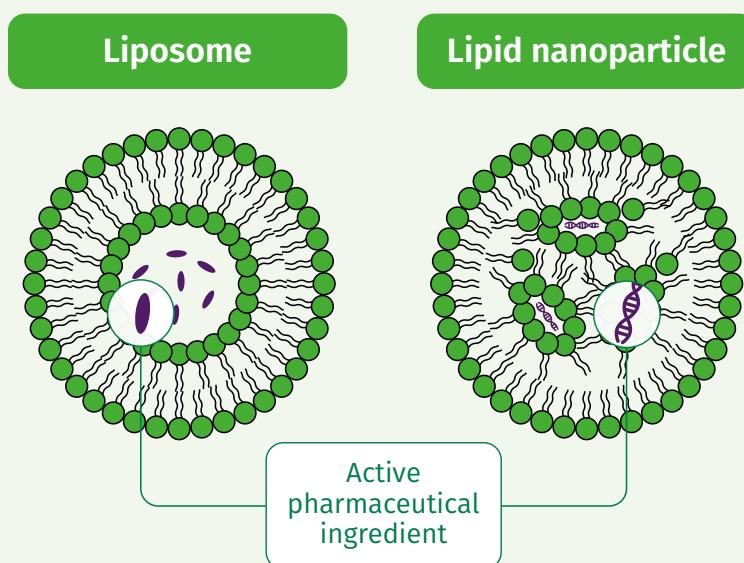 Liposome
Lipid nanoparticle
Active
pharmaceutical
ingredient